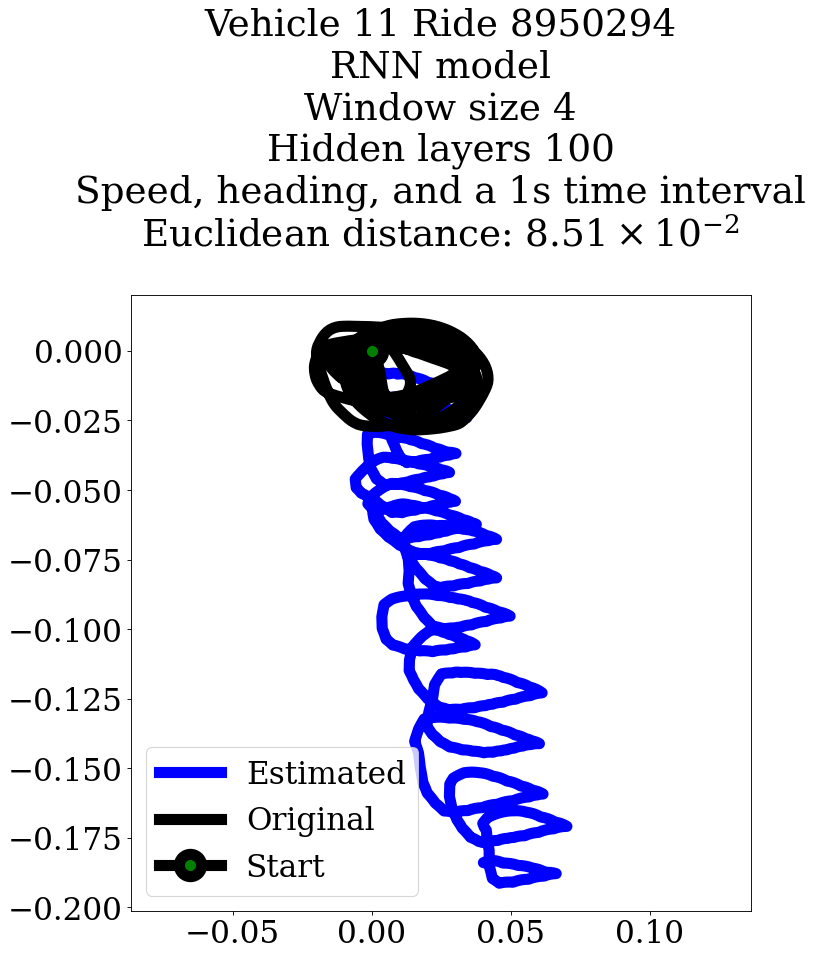 Vehicle 11 Ride 8950294
RNN model
Window size 4
Hidden layers 100
Speed, heading, and a 1s time interval
Euclidean distance: 8.51 × 10⁻²
0.000
−0.025
−0.050
−0.075
−0.100
−0.125
−0.150
−0.175
−0.200
Estimated
Original
Start
−0.05 0.00 0.05 0.10